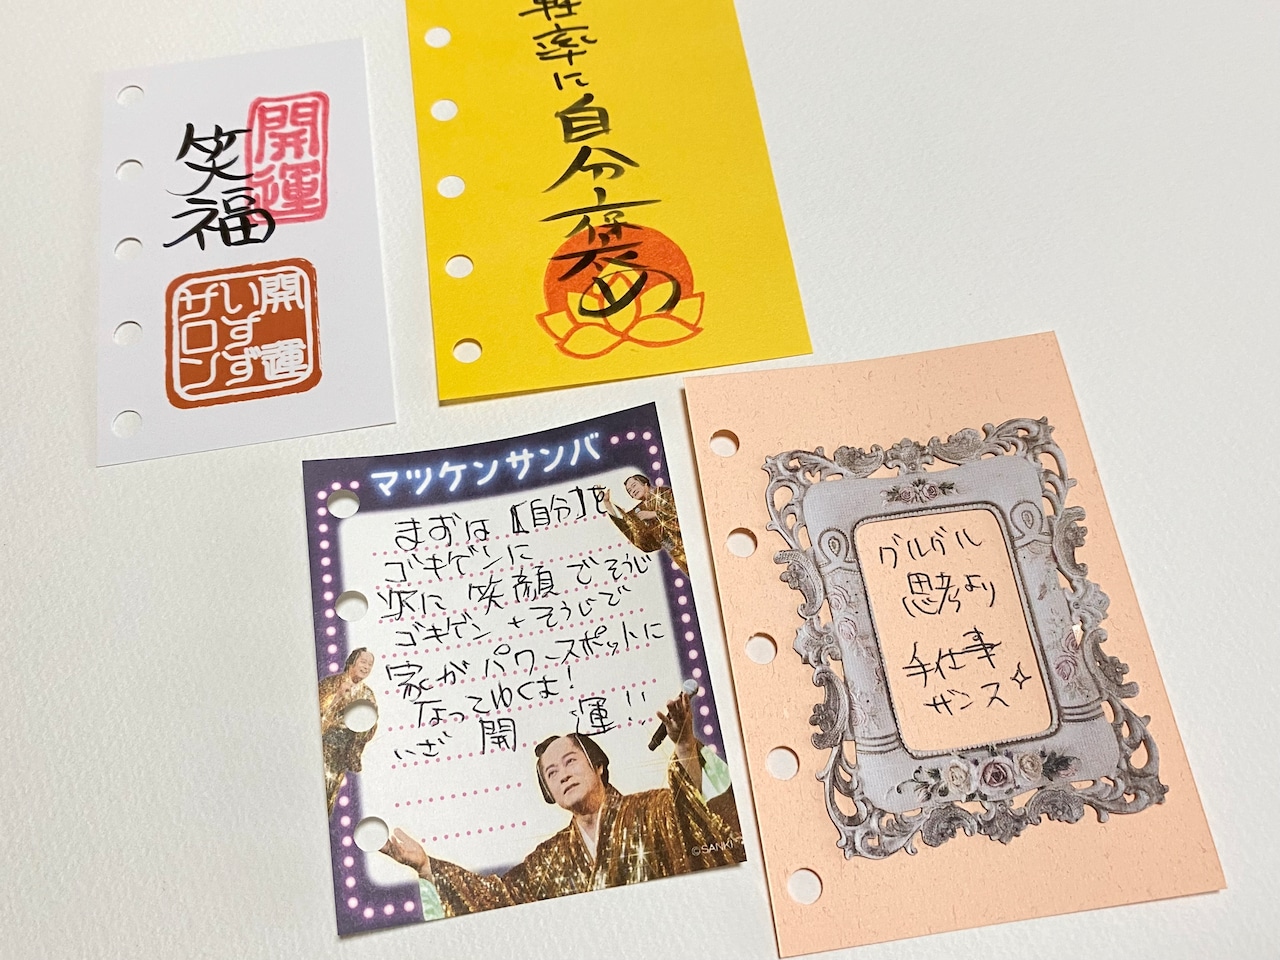 開運
笑福
開運
いすず
サロン
軽率に自分褒め
マツケンサンバ
まずは【自分】を
ゴキゲンに
次に 笑顔でそうじ
ゴキゲン+そうじで
家がパワースポットに
なってゆくよ!
いざ 開 運!!
©SANKI
グルグル
思考より
手仕事
ザンス